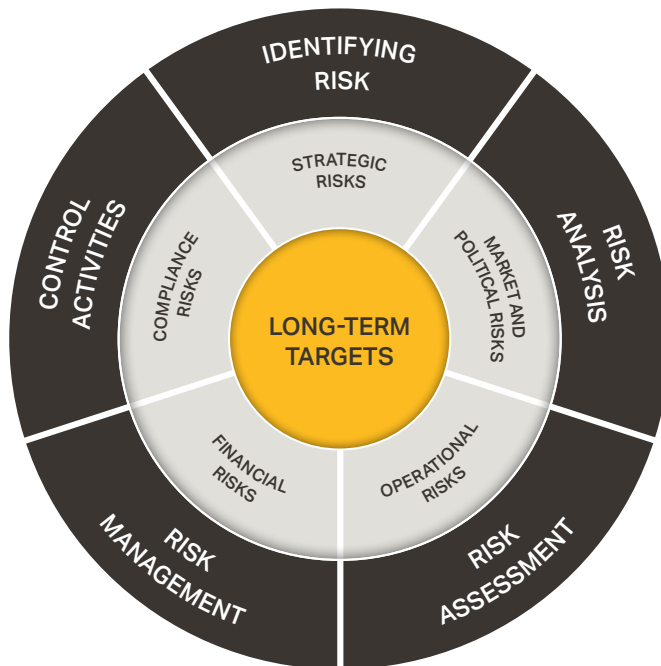 IDENTIFYING
RISK
RISK
ANALYSIS
RISK
ASSESSMENT
RISK
MANAGEMENT
CONTROL
ACTIVITIES
STRATEGIC
RISKS
MARKET AND
POLITICAL RISKS
OPERATIONAL
RISKS
FINANCIAL
RISKS
COMPLIANCE
RISKS
LONG-TERM
TARGETS